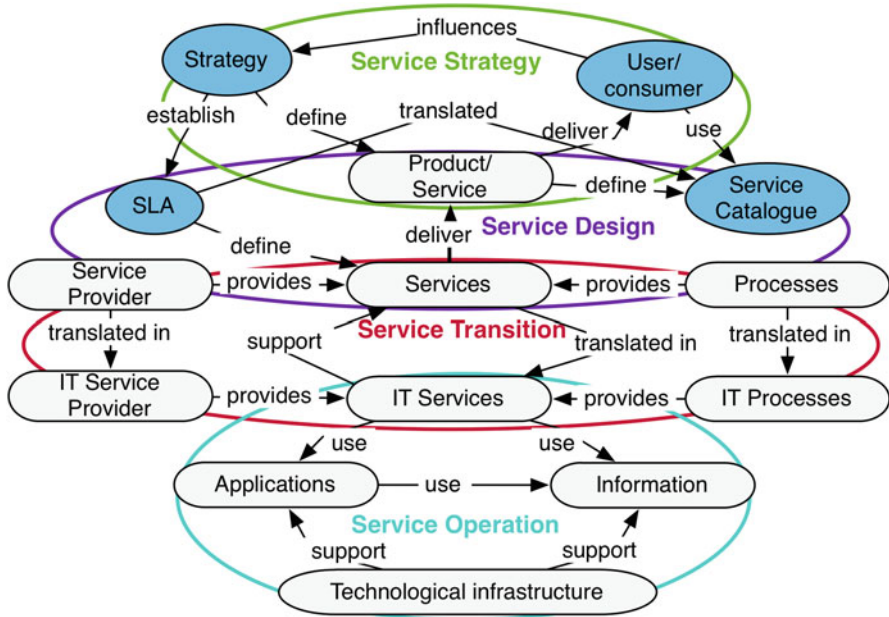 influences
Strategy
Service Strategy
User/
consumer
establish
define
translated
deliver
use
Product/
Service
define
SLA
Service
Catalogue
define
deliver
Service Design
Service
Provider
provides
Services
provides
Processes
translated in
support
Service Transition
translated in
translated in
IT Service
Provider
provides
IT Services
provides
IT Processes
use
use
Applications
use
Information
Service Operation
support
support
Technological infrastructure